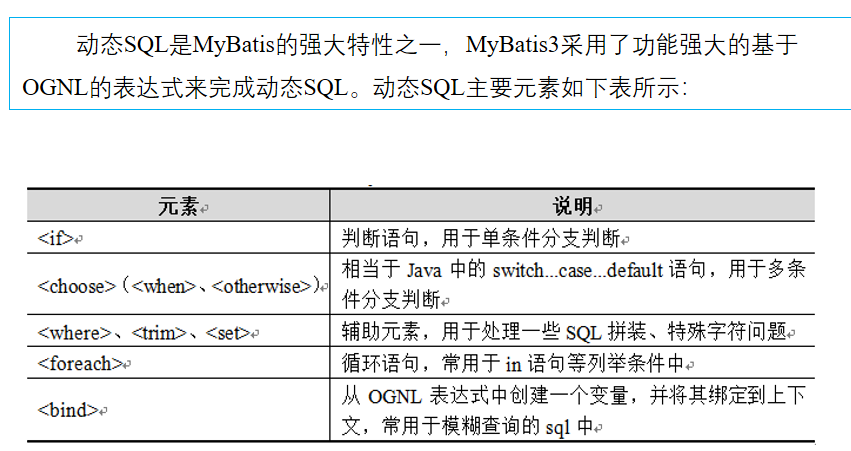 动态SQL是MyBatis的强大特性之一，MyBatis3采用了功能强大的基于
OGNL的表达式来完成动态SQL。动态SQL主要元素如下表所示：
元素 说明
<if> 判断语句，用于单条件分支判断
<choose>（<when>、<otherwise>） 相当于 Java 中的 switch...case...default 语句，用于多条
件分支判断
<where>、<trim>、<set> 辅助元素，用于处理一些 SQL 拼装、特殊字符问题
<foreach> 循环语句，常用于 in 语句等列举条件中
<bind> 从 OGNL 表达式中创建一个变量，并将其绑定到上下
文，常用于模糊查询的 sql 中